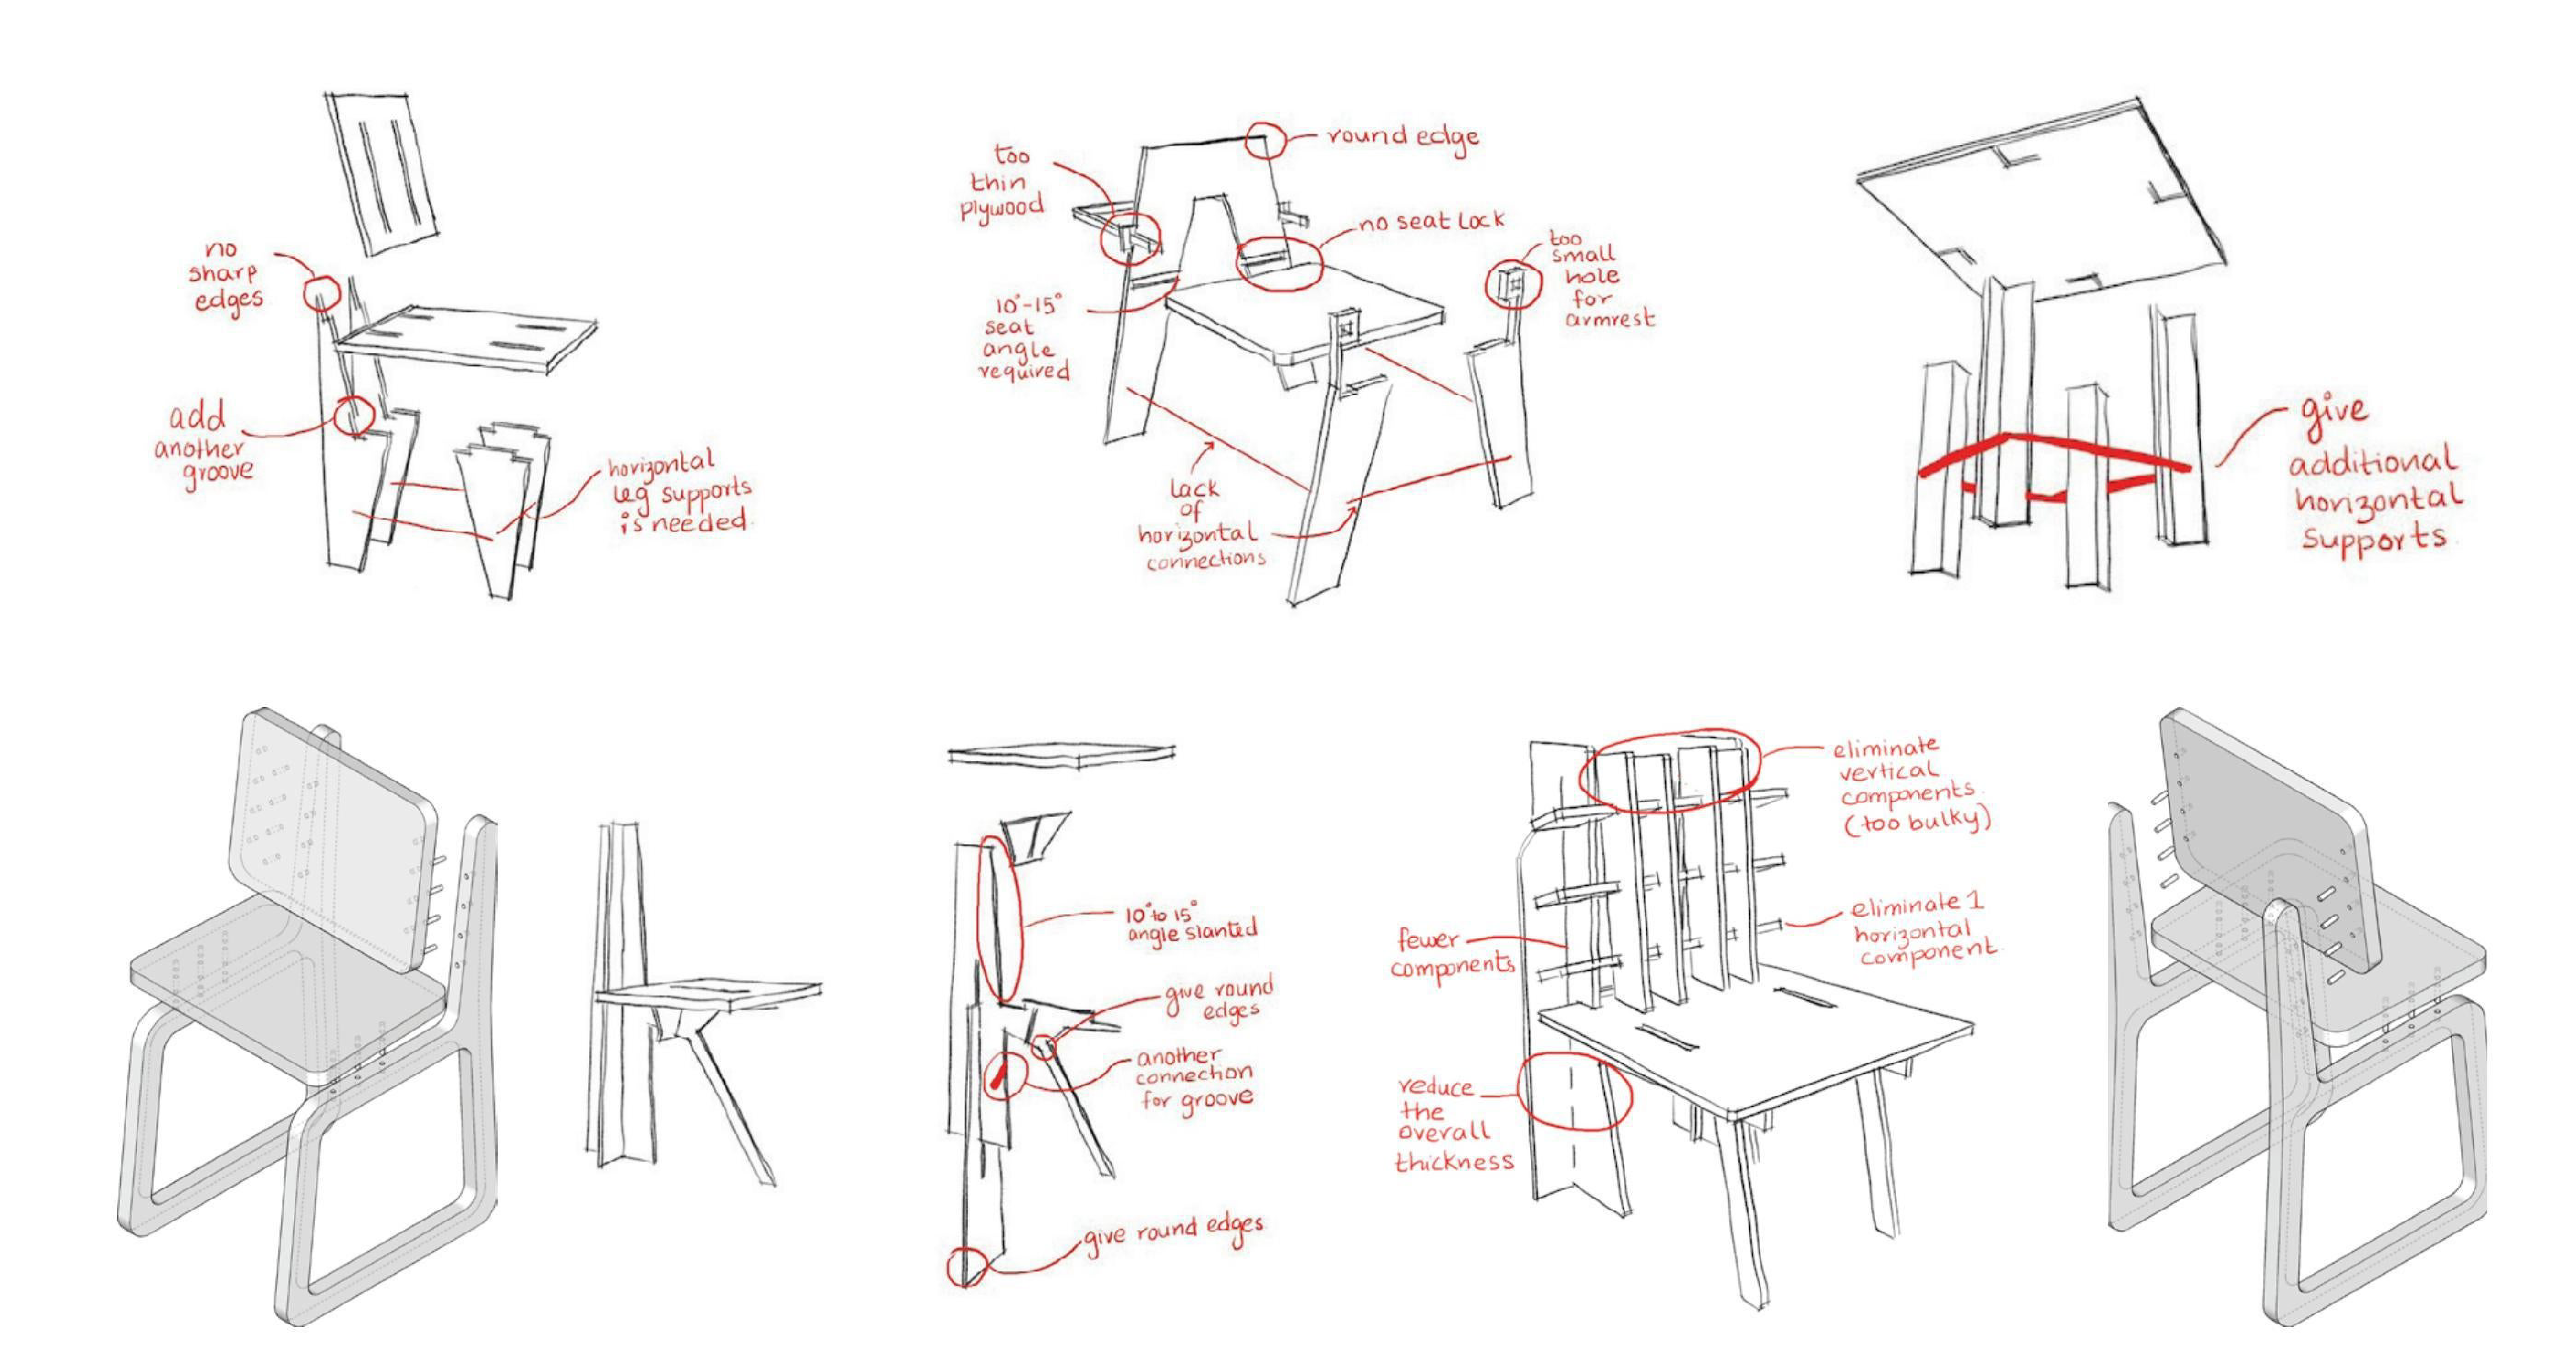 no
sharp
edges
add
another
groove
horizontal
leg supports
is needed.
too
thin
plywood
round edge
no seat lock
too
small
hole
for
armrest
10°-15°
seat
angle
required
lack
of
horizontal
connections
give
additional
horizontal
supports
10° to 15°
angle slanted
give round
edges
another
connection
for groove
give round edges
eliminate
vertical
components.
(too bulky)
eliminate 1
horizontal
component.
fewer
components
reduce
the
overall
thickness